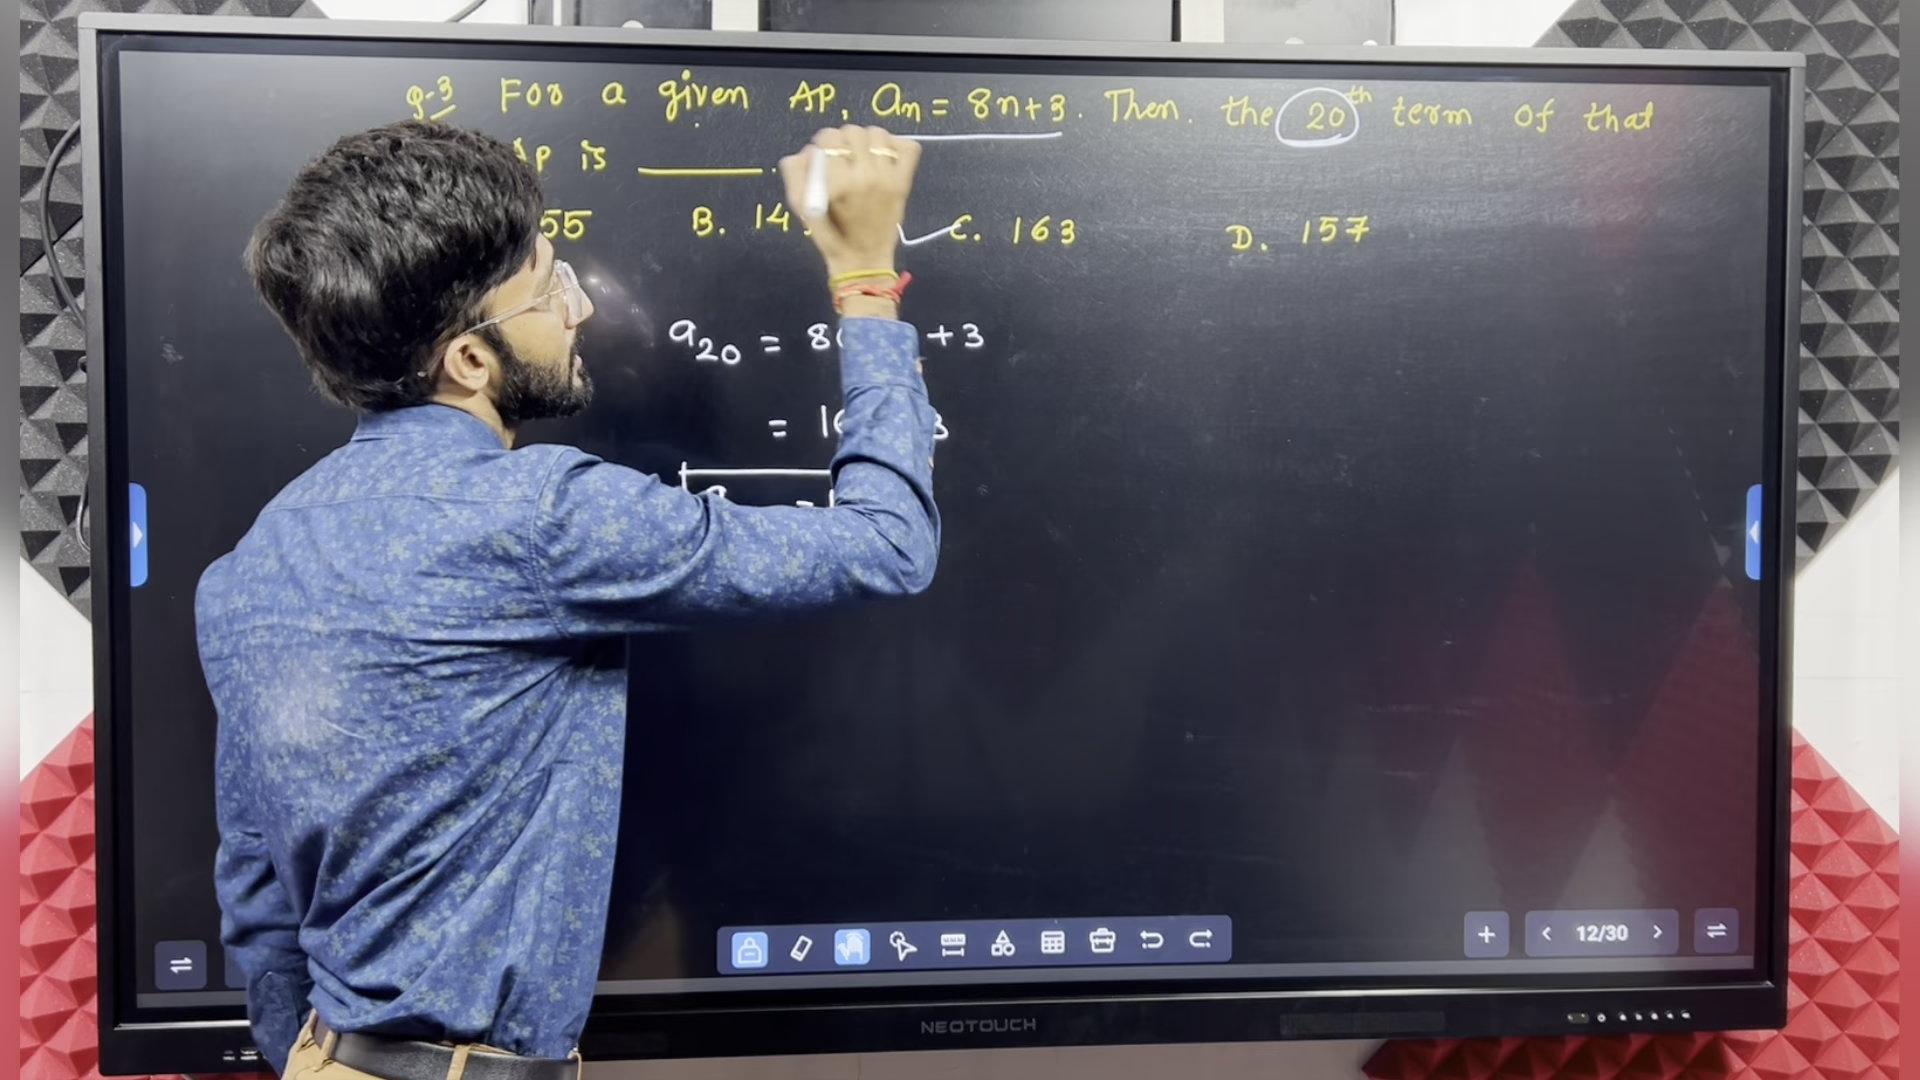 Q-3 For a given AP, an = 8n+3. Then the 20th term of that
AP is ______.
55 B. 14 C. 163 D. 157
a20 = 8( +3
= 16 3
=
12/30
NEOTOUCH